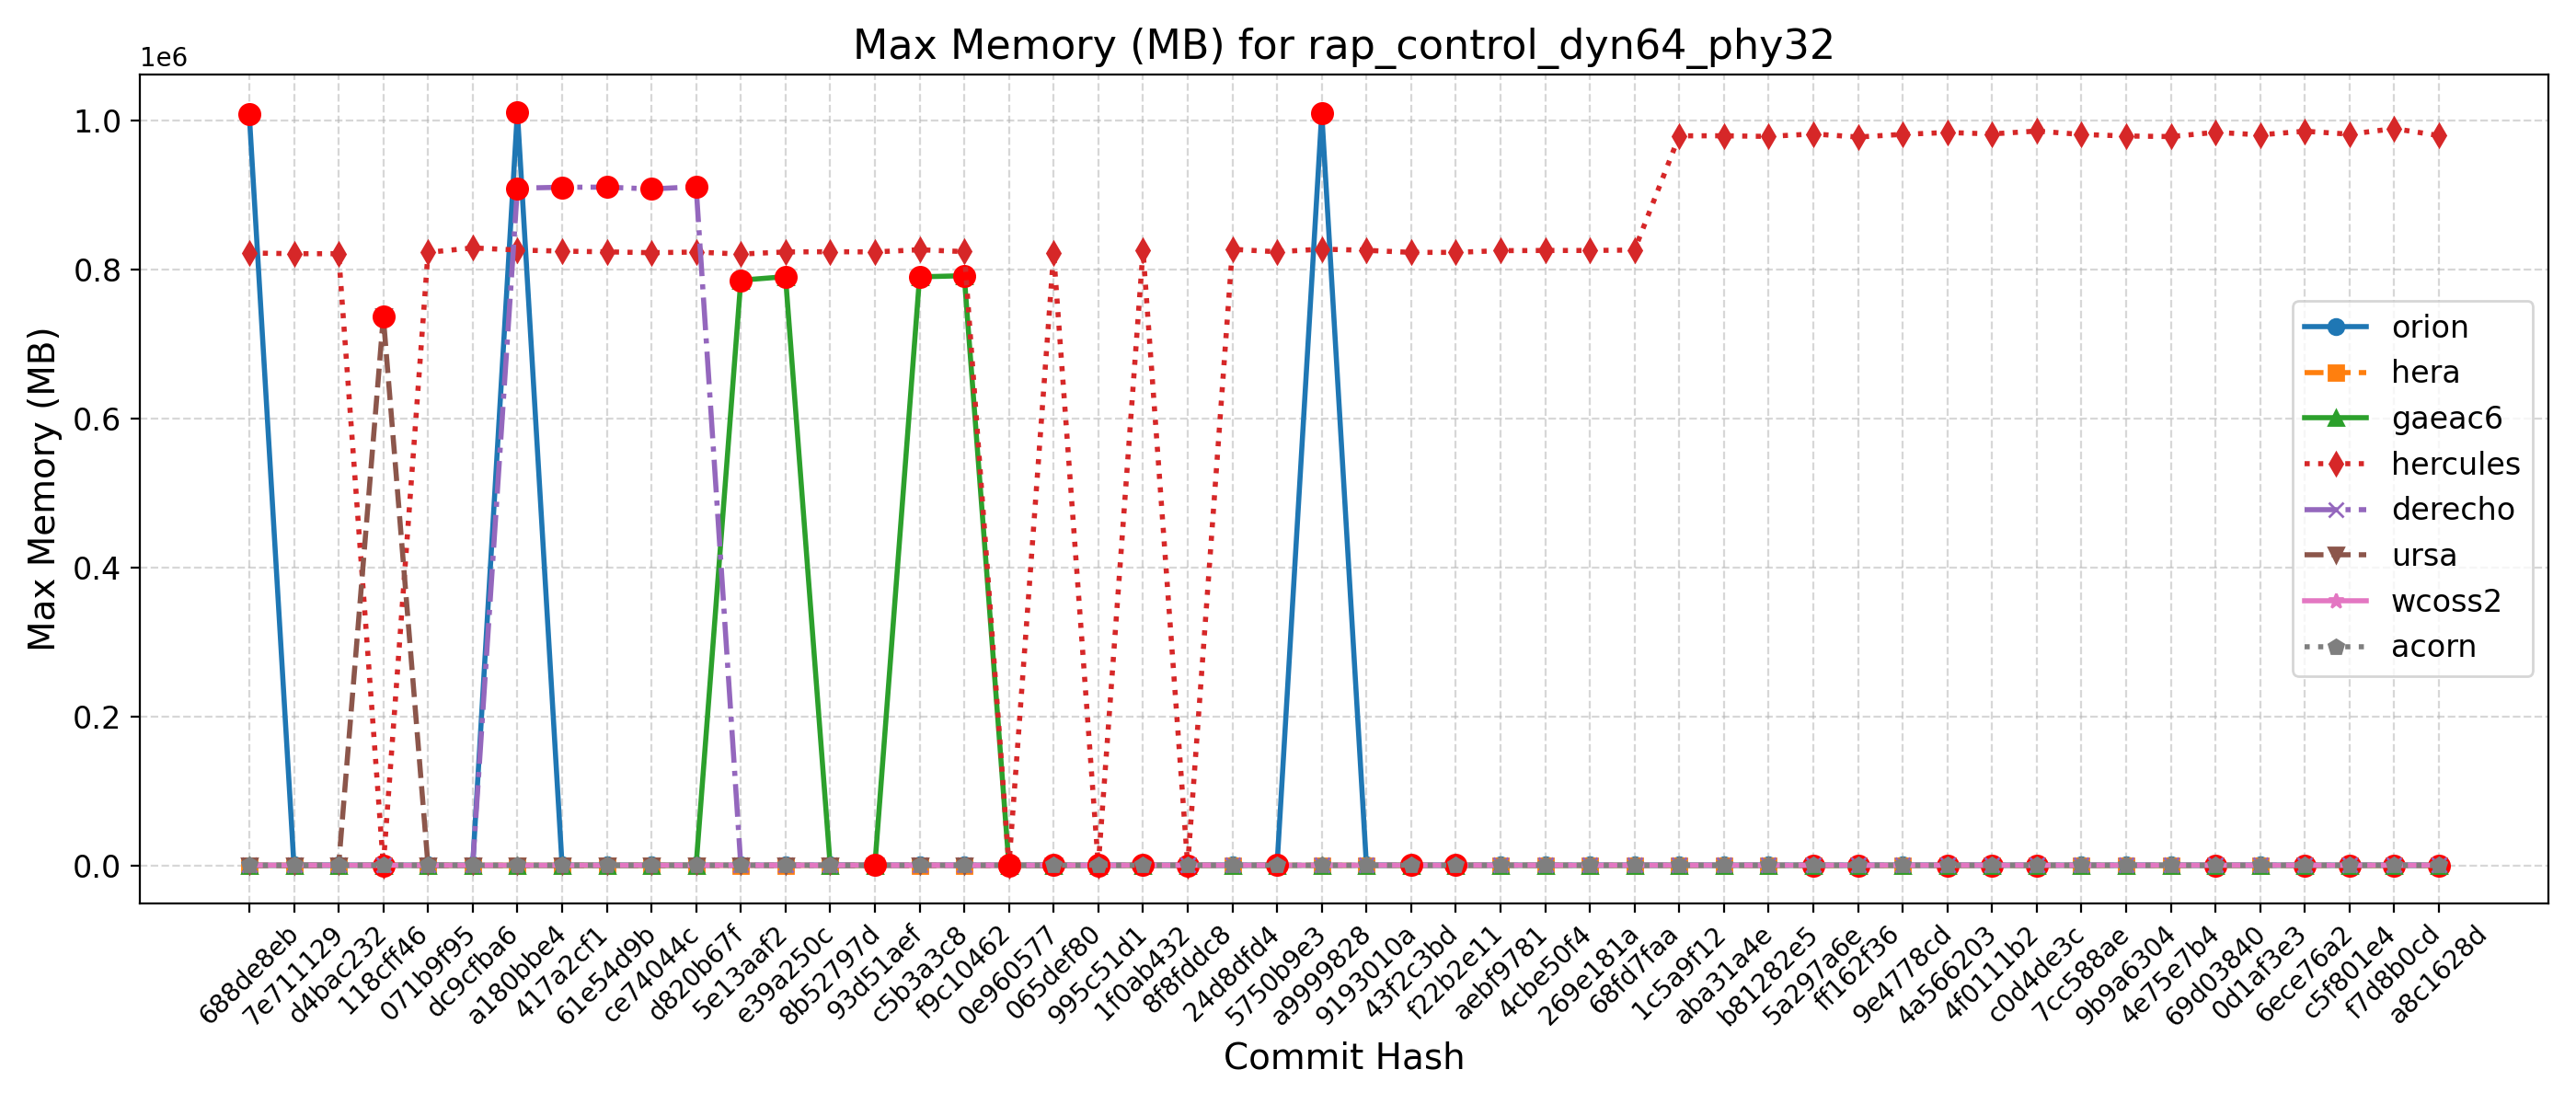 Max Memory (MB) for rap_control_dyn64_phy32
1e6
1.0
0.8
0.6
0.4
0.2
0.0
Max Memory (MB)
orion
hera
gaeac6
hercules
derecho
ursa
wcoss2
acorn
688de8eb
7e711129
d4bac232
118cff46
071b9f95
dc9cfba6
a180bbe4
417a2cf1
61e54d9b
ce74044c
d820b67f
5e13aaf2
e39a250c
8b52797d
93d51aef
c5b3a3c8
f9c10462
0e960577
065def80
995c51d1
1f0ab432
8f8fddc8
24d8dfd4
5750b9e3
a9999828
9193010a
43f2c3bd
f22b2e11
aebf9781
4cbe50f4
269e181a
68fd7faa
1c5a9f12
aba31a4e
b81282e5
5a297a6e
ff162f36
9e4778cd
4a566203
4f0111b2
c0d4de3c
7cc588ae
9b9a6304
4e75e7b4
69d03840
0d1af3e3
6ece76a2
c5f801e4
f7d8b0cd
a8c1628d
Commit Hash